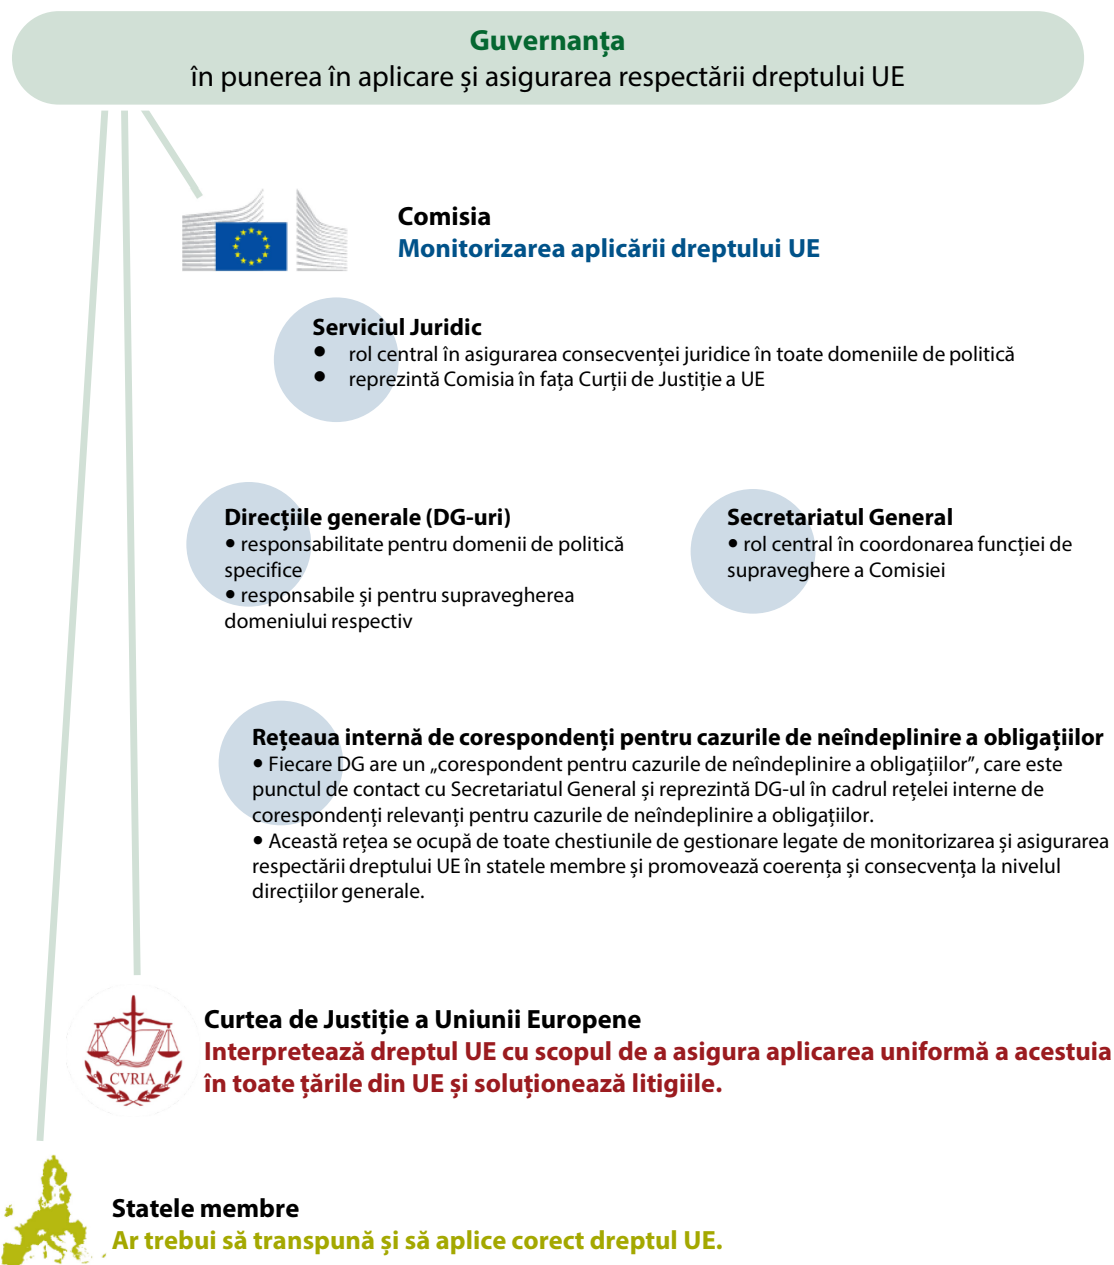 Guvernanța
în punerea în aplicare și asigurarea respectării dreptului UE
Comisia
Monitorizarea aplicării dreptului UE
Serviciul Juridic
• rol central în asigurarea consecvenței juridice în toate domeniile de politică
• reprezintă Comisia în fața Curții de Justiție a UE
Direcțiile generale (DG-uri)
• responsabilitate pentru domenii de politică
specifice
• responsabile și pentru supravegherea
domeniului respectiv
Secretariatul General
• rol central în coordonarea funcției de
supraveghere a Comisiei
Rețeaua internă de corespondenți pentru cazurile de neîndeplinire a obligațiilor
• Fiecare DG are un „corespondent pentru cazurile de neîndeplinire a obligațiilor”, care este
punctul de contact cu Secretariatul General și reprezintă DG-ul în cadrul rețelei interne de
corespondenți relevanți pentru cazurile de neîndeplinire a obligațiilor.
• Această rețea se ocupă de toate chestiunile de gestionare legate de monitorizarea și asigurarea
respectării dreptului UE în statele membre și promovează coerența și consecvența la nivelul
direcțiilor generale.
CVRIA
Curtea de Justiție a Uniunii Europene
Interpretează dreptul UE cu scopul de a asigura aplicarea uniformă a acestuia
în toate țările din UE și soluționează litigiile.
Statele membre
Ar trebui să transpună și să aplice corect dreptul UE.